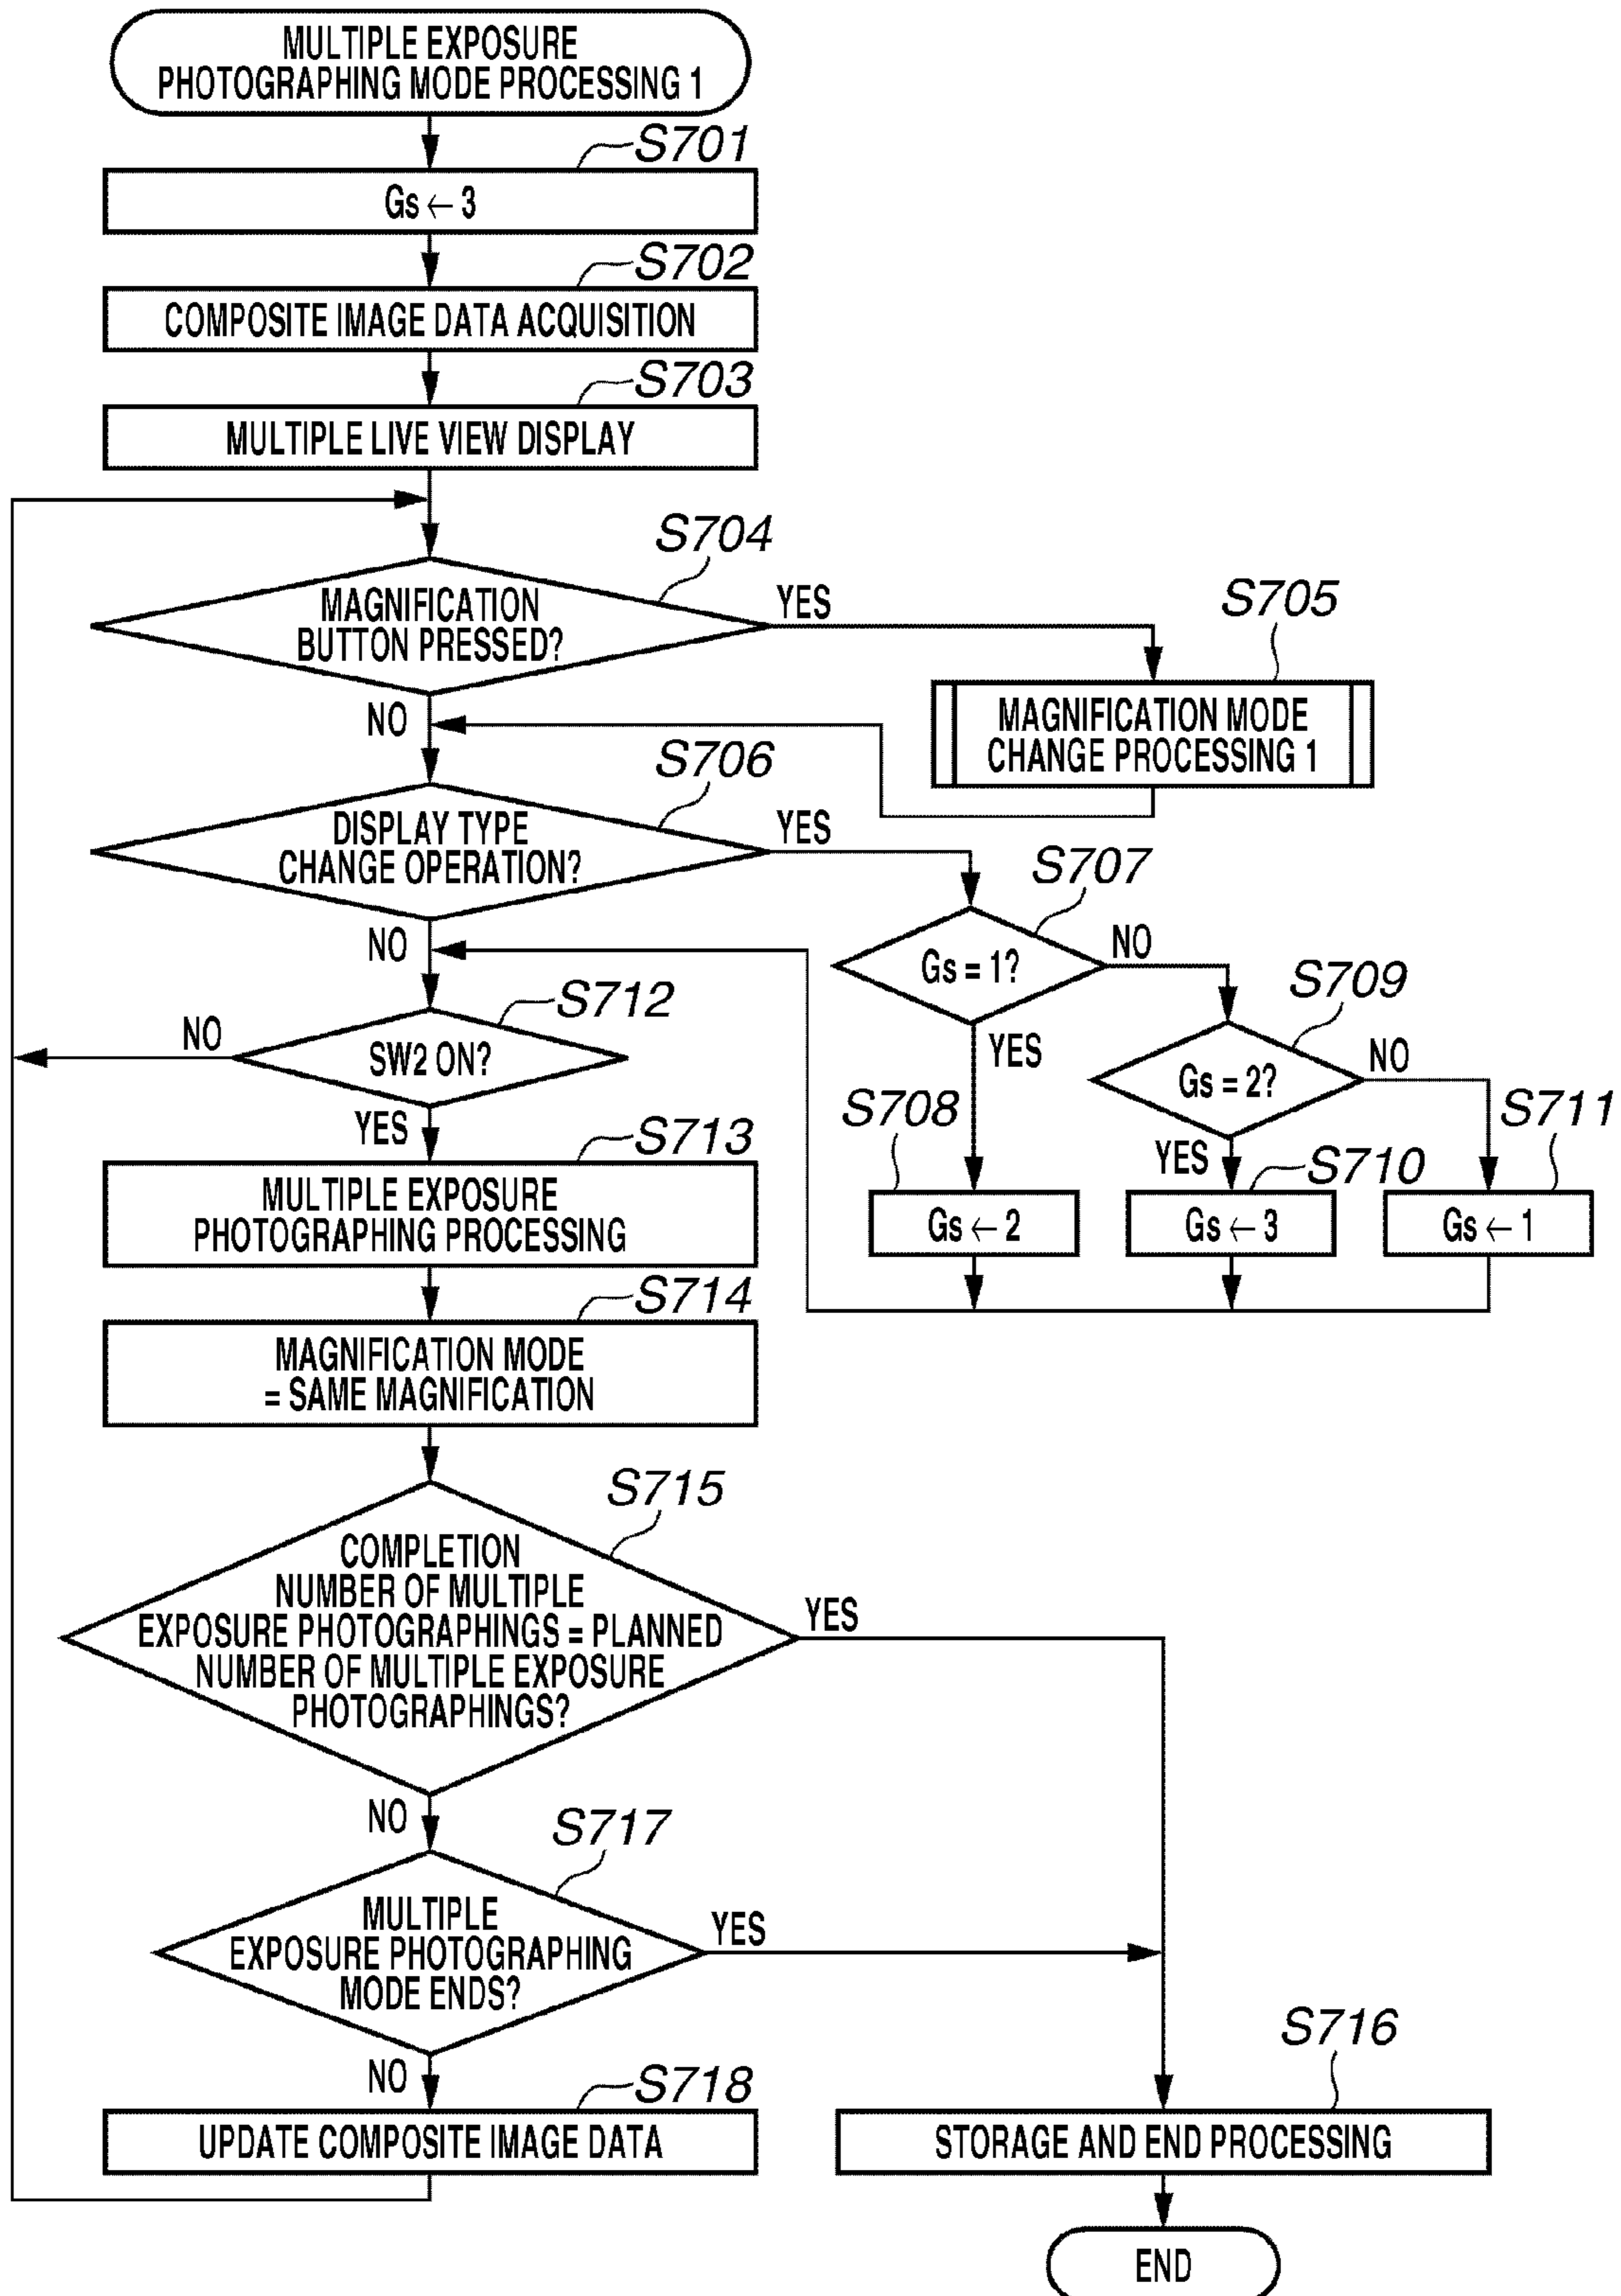 MULTIPLE EXPOSURE
PHOTOGRAPHING MODE PROCESSING 1
S701
Gs ← 3
S702
COMPOSITE IMAGE DATA ACQUISITION
S703
MULTIPLE LIVE VIEW DISPLAY
S704
MAGNIFICATION
BUTTON PRESSED?
YES
NO
S705
MAGNIFICATION MODE
CHANGE PROCESSING 1
S706
DISPLAY TYPE
CHANGE OPERATION?
YES
NO
S707
Gs = 1?
NO
YES
S708
Gs ← 2
S709
Gs = 2?
NO
YES
S710
Gs ← 3
S711
Gs ← 1
S712
SW2 ON?
NO
YES
S713
MULTIPLE EXPOSURE
PHOTOGRAPHING PROCESSING
S714
MAGNIFICATION MODE
= SAME MAGNIFICATION
S715
COMPLETION
NUMBER OF MULTIPLE
EXPOSURE PHOTOGRAPHINGS = PLANNED
NUMBER OF MULTIPLE EXPOSURE
PHOTOGRAPHINGS?
YES
NO
S717
MULTIPLE
EXPOSURE PHOTOGRAPHING
MODE ENDS?
YES
NO
S718
UPDATE COMPOSITE IMAGE DATA
S716
STORAGE AND END PROCESSING
END